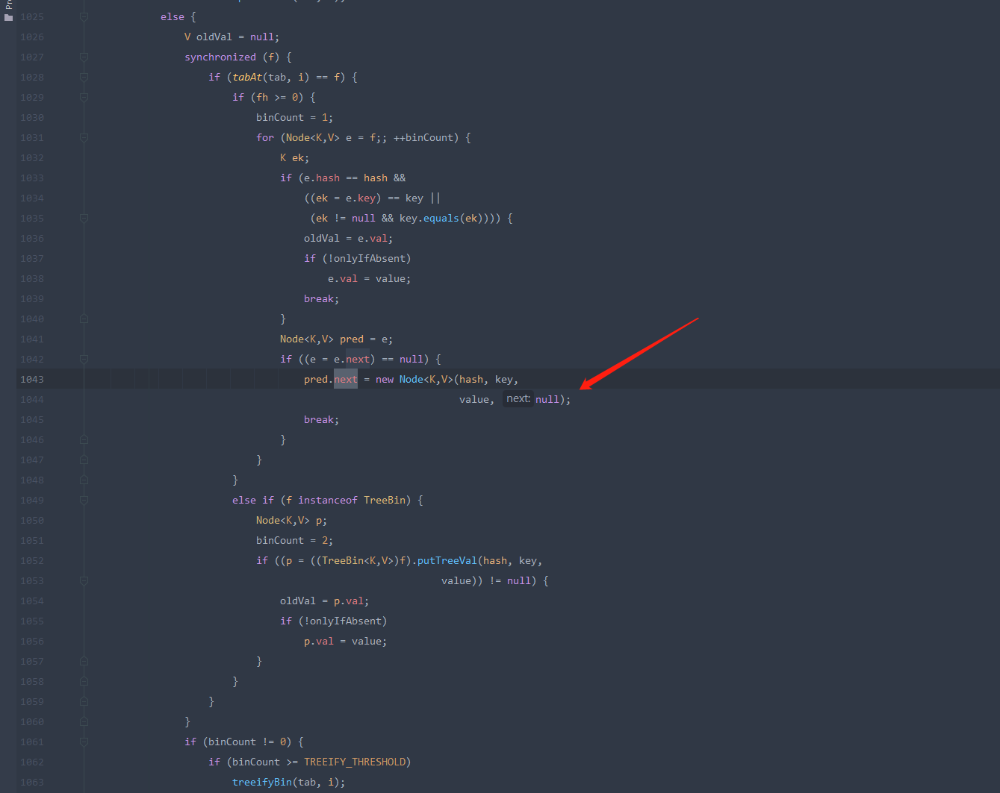 Pr
1025 else {
1026 V oldVal = null;
1027 synchronized (f) {
1028 if (tabAt(tab, i) == f) {
1029 if (fh >= 0) {
1030 binCount = 1;
1031 for (Node<K,V> e = f;; ++binCount) {
1032 K ek;
1033 if (e.hash == hash &&
1034 ((ek = e.key) == key ||
1035 (ek != null && key.equals(ek)))) {
1036 oldVal = e.val;
1037 if (!onlyIfAbsent)
1038 e.val = value;
1039 break;
1040 }
1041 Node<K,V> pred = e;
1042 if ((e = e.next) == null) {
1043 pred.next = new Node<K,V>(hash, key,
1044 value, next: null);
1045 break;
1046 }
1047 }
1048 }
1049 else if (f instanceof TreeBin) {
1050 Node<K,V> p;
1051 binCount = 2;
1052 if ((p = ((TreeBin<K,V>)f).putTreeVal(hash, key,
1053 value)) != null) {
1054 oldVal = p.val;
1055 if (!onlyIfAbsent)
1056 p.val = value;
1057 }
1058 }
1059 }
1060 }
1061 if (binCount != 0) {
1062 if (binCount >= TREEIFY_THRESHOLD)
1063 treeifyBin(tab, i);